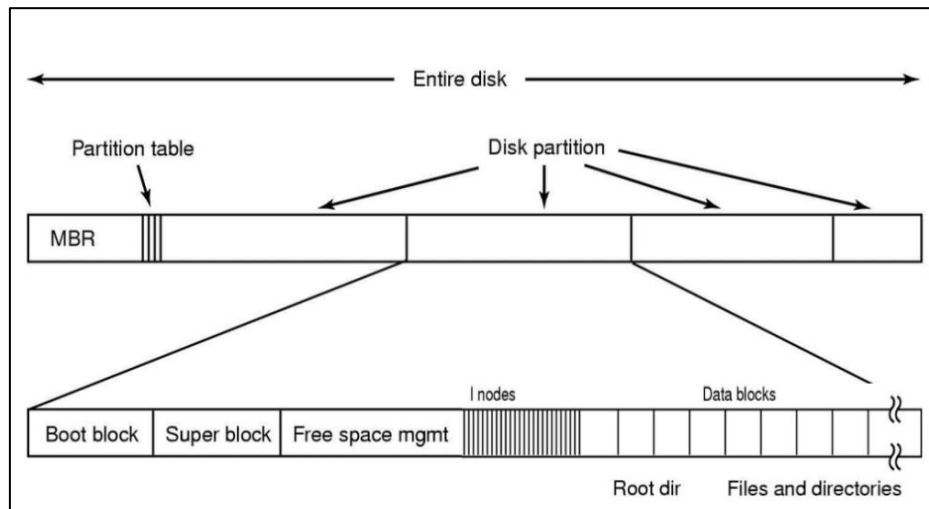 Entire disk
Partition table
Disk partition
MBR
I nodes
Data blocks
Boot block
Super block
Free space mgmt
Root dir
Files and directories